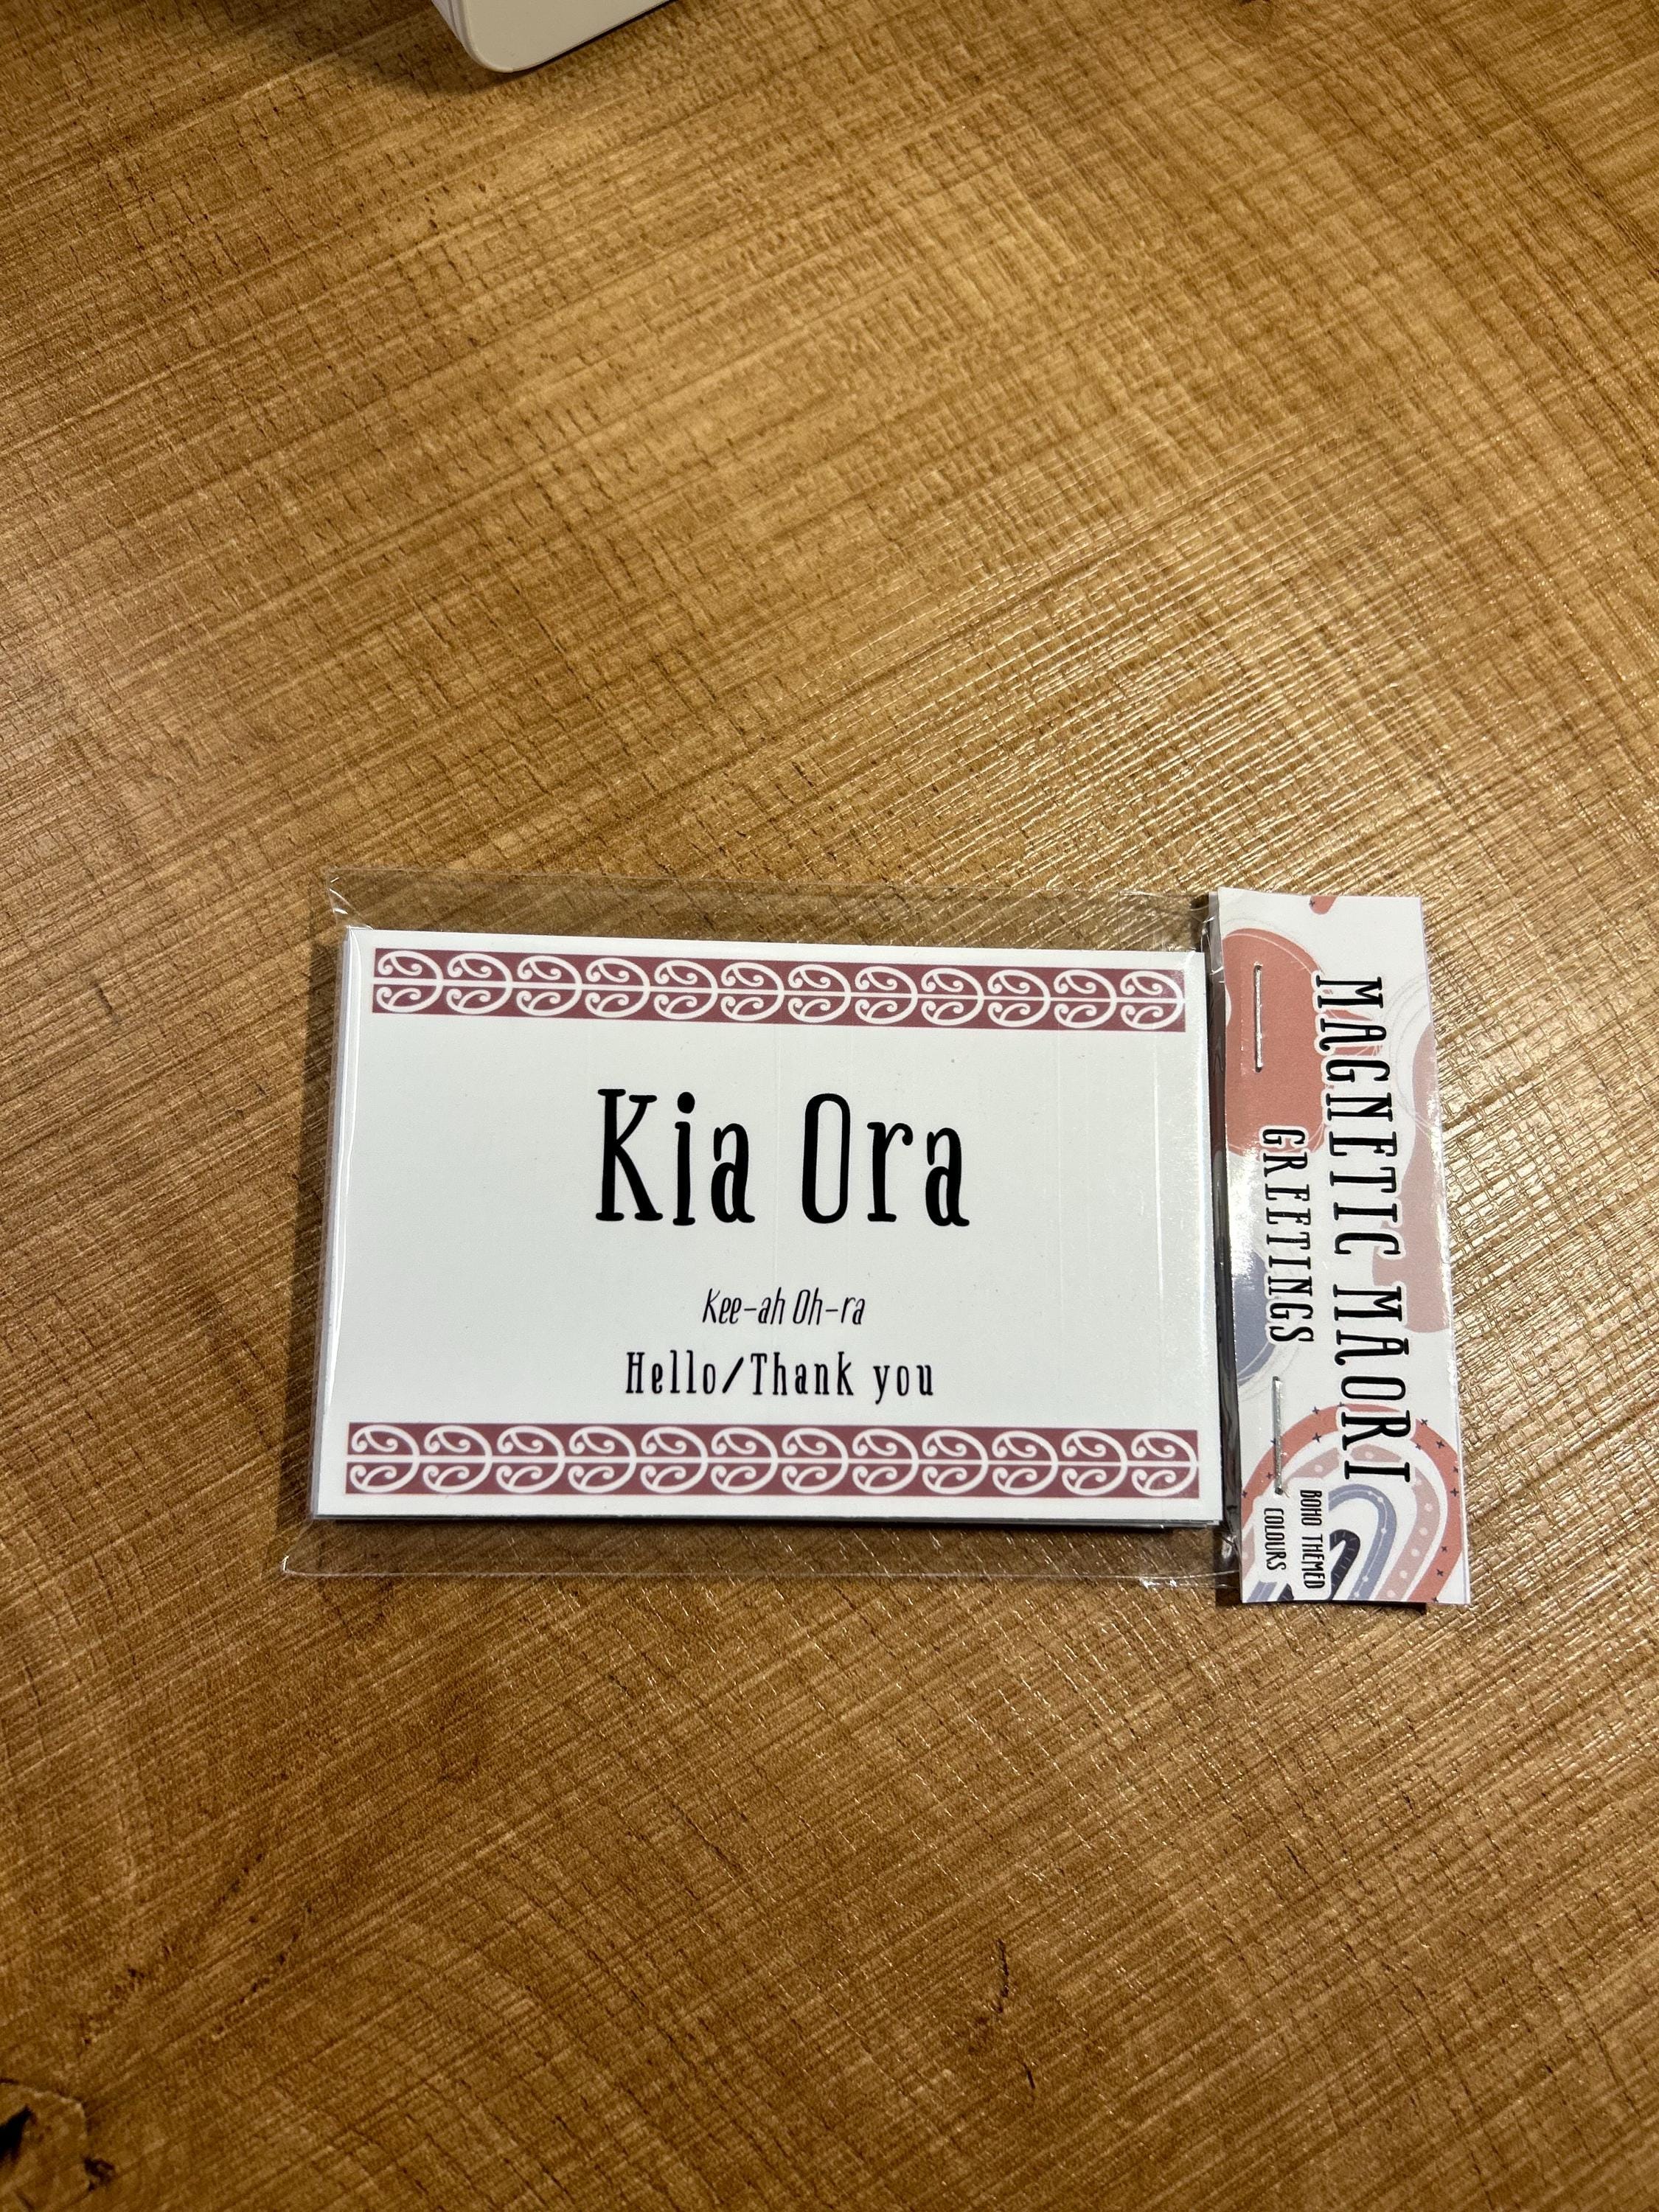 Kia Ora
Kee-ah Oh-ra
Hello/Thank you
MAGNETIC MAORI
GREETINGS
BOHO THEMED
COLOURS